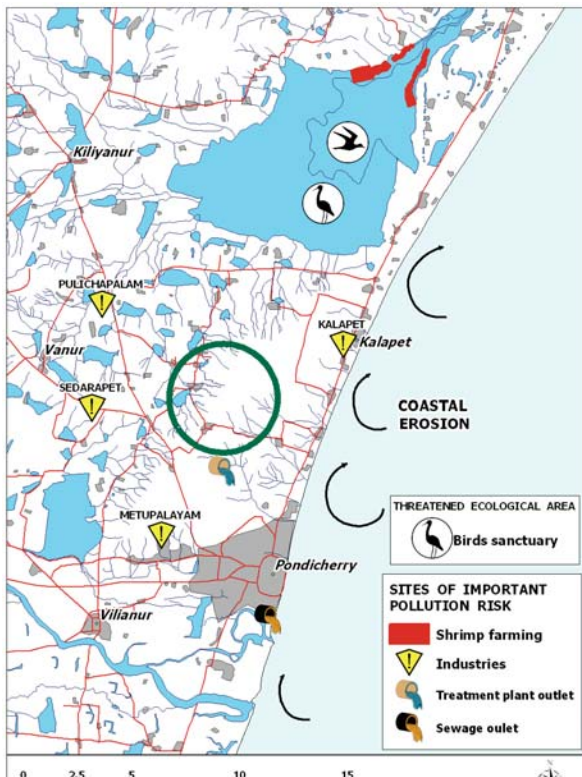 Kiliyanur
PULICHAPALAM
KALAPET
Kalapet
Vanur
SEDARAPET
COASTAL
EROSION
METUPALAYAM
THREATENED ECOLOGICAL AREA
Birds sanctuary
Pondicherry
SITES OF IMPORTANT
POLLUTION RISK
Vilianur
Shrimp farming
Industries
Treatment plant outlet
Sewage oulet
0 2.5 5 10 15